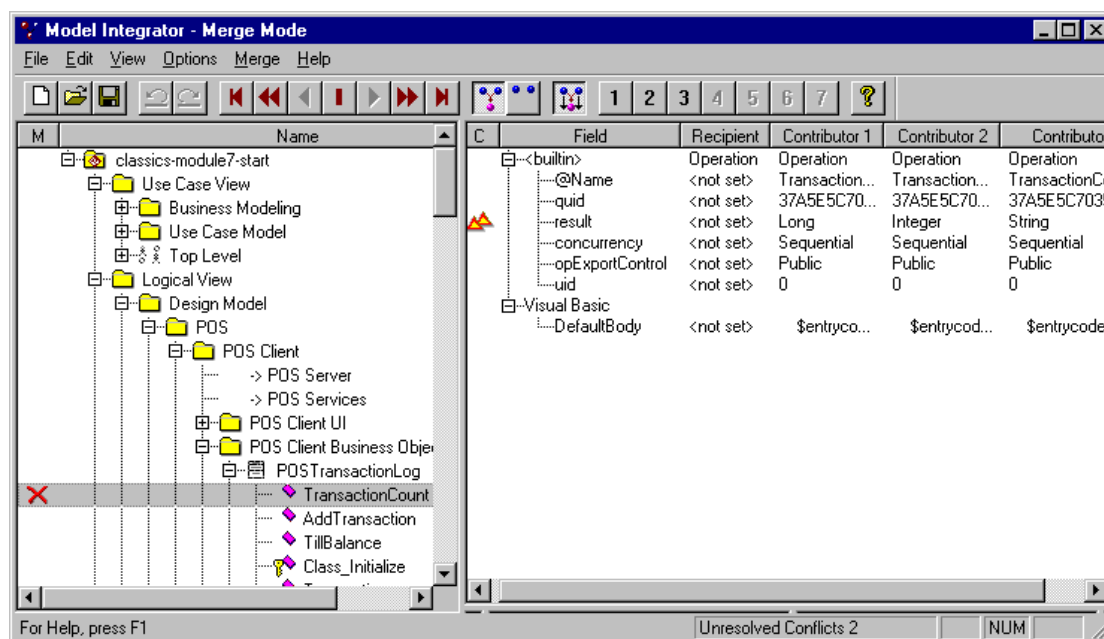 Model Integrator - Merge Mode
File Edit View Options Merge Help
1 2 3 4 5 6 7
M Name
classics-module7-start
Use Case View
Business Modeling
Use Case Model
Top Level
Logical View
Design Model
POS
POS Client
-> POS Server
-> POS Services
POS Client UI
POS Client Business Obje
POSTransactionLog
TransactionCount
AddTransaction
TillBalance
Class_Initialize
C Field Recipient Contributor 1 Contributor 2 Contributo
<builtin> Operation Operation Operation Operation
@Name <not set> Transaction... Transaction... TransactionC
quid <not set> 37A5E5C70... 37A5E5C70... 37A5E5C703
result <not set> Long Integer String
concurrency <not set> Sequential Sequential Sequential
opExportControl <not set> Public Public Public
uid <not set> 0 0 0
Visual Basic
DefaultBody <not set> $entryco... $entrycod... $entrycode
For Help, press F1
Unresolved Conflicts 2 NUM